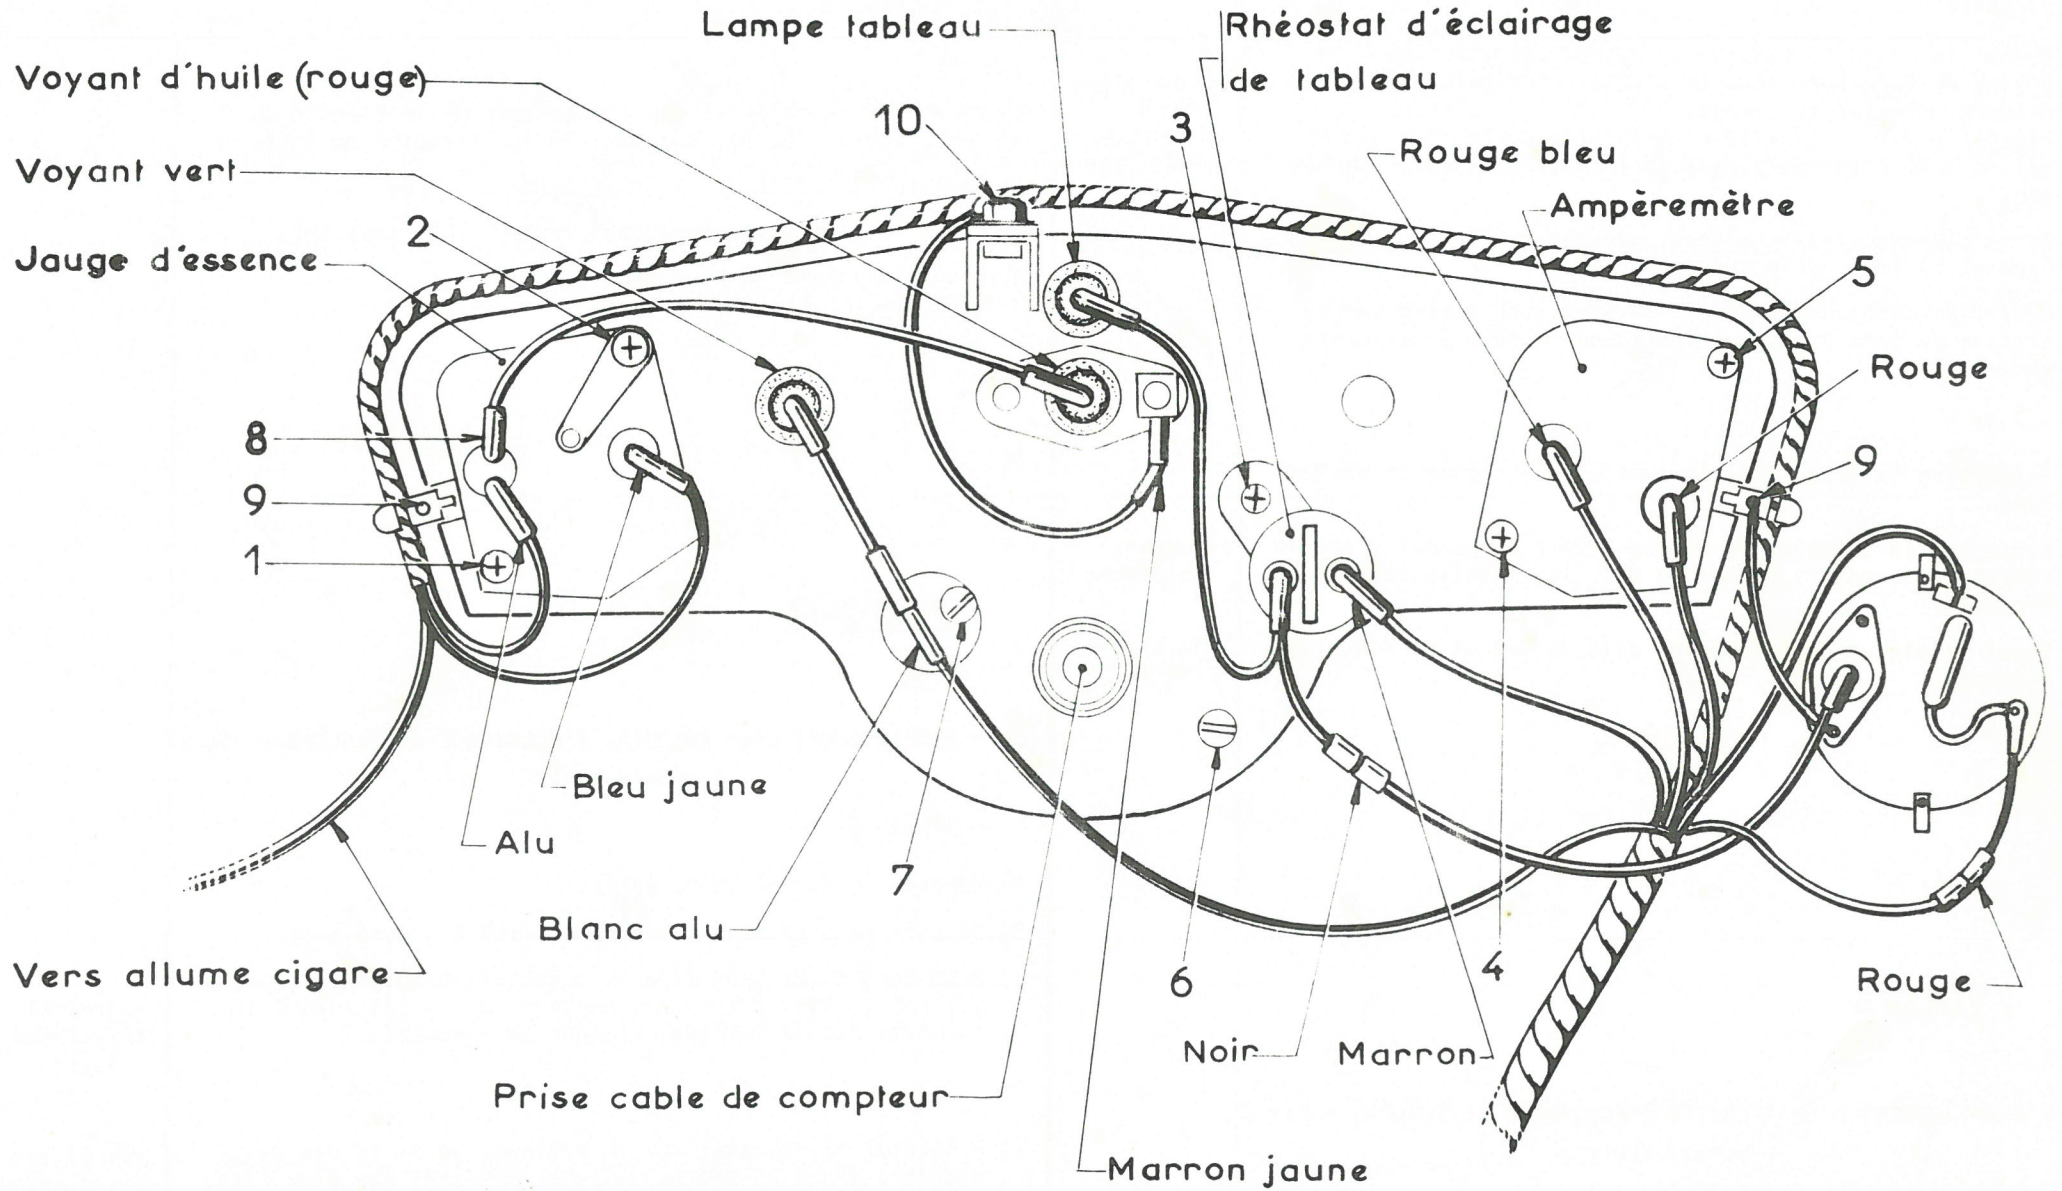 Lampe tableau
Rhéostat d'éclairage
de tableau
Voyant d'huile (rouge)
10
3
Rouge bleu
Voyant vert
Ampèremètre
2
Jauge d'essence
5
Rouge
8
9
9
1
Bleu jaune
Alu
7
Blanc alu
Vers allume cigare
6
4
Rouge
Noir
Marron
Prise cable de compteur
Marron jaune